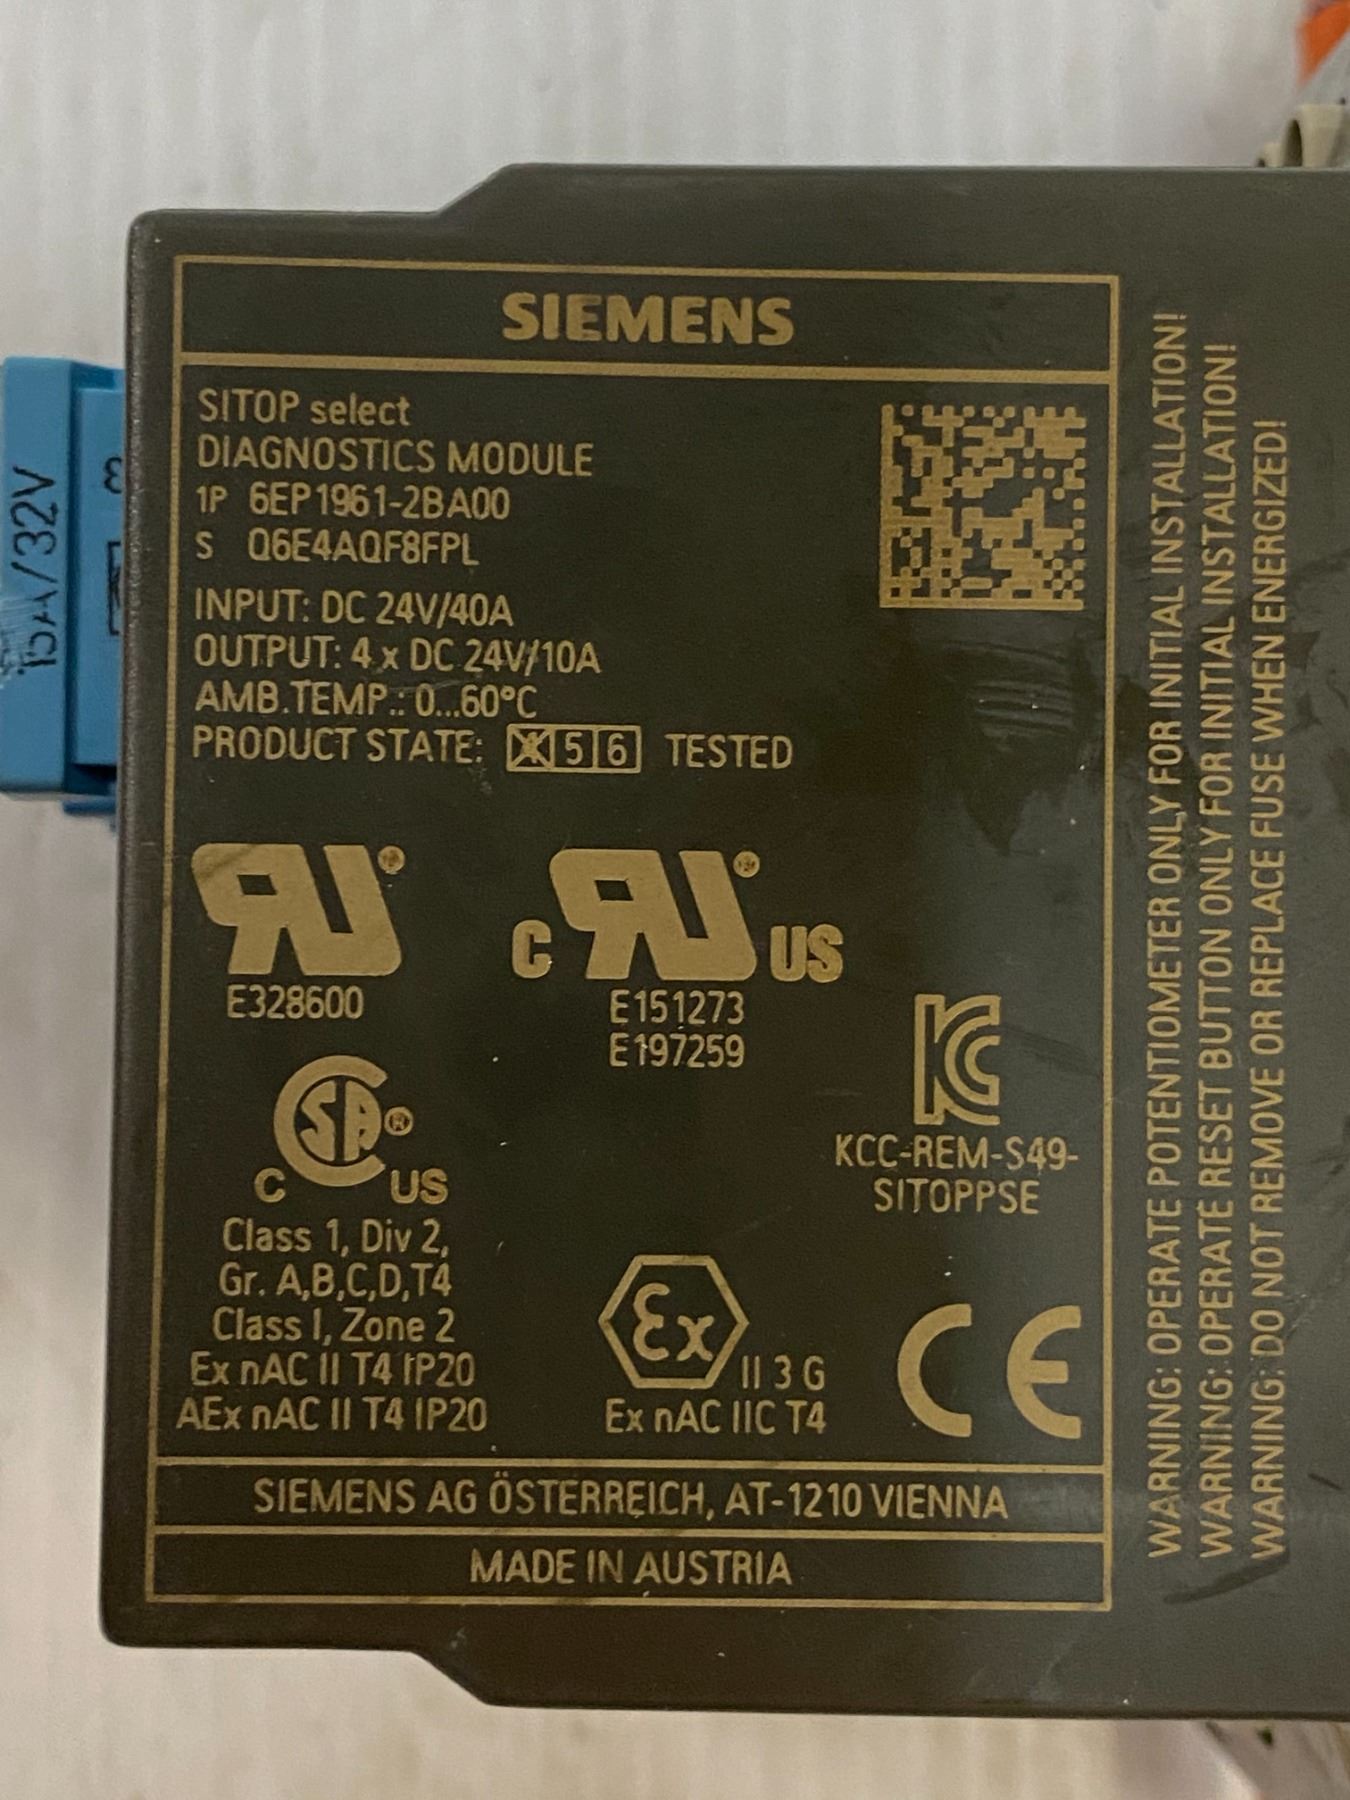 SIEMENS
SITOP select
DIAGNOSTICS MODULE
1P 6EP1961-2BA00
S Q6E4AQF8FPL
INPUT: DC 24V/40A
OUTPUT: 4 x DC 24V/10A
AMB.TEMP.: 0...60°C
PRODUCT STATE: 5 6 TESTED
®
E328600
C ® US
E151273
E197259
SA ®
C US
Class 1, Div 2,
Gr. A,B,C,D,T4
Class I, Zone 2
Ex nAC II T4 IP20
AEx nAC II T4 IP20
KC
KCC-REM-S49-
SITOPPSE
Ex II 3 G
Ex nAC IIC T4
CE
SIEMENS AG ÖSTERREICH, AT-1210 VIENNA
MADE IN AUSTRIA
WARNING: OPERATE POTENTIOMETER ONLY FOR INITIAL INSTALLATION!
WARNING: OPERATE RESET BUTTON ONLY FOR INITIAL INSTALLATION!
WARNING: DO NOT REMOVE OR REPLACE FUSE WHEN ENERGIZED!
15A/32V